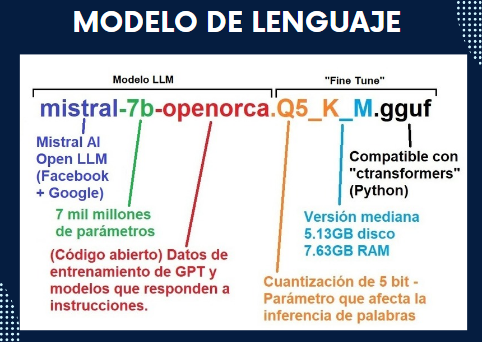 MODELO DE LENGUAJE
Modelo LLM
"Fine Tune"
mistral-7b-openorca.Q5_K_M.gguf
Mistral AI
Open LLM
(Facebook
+ Google)
Compatible con
"ctransformers"
(Python)
7 mil millones
de parámetros
Versión mediana
5.13GB disco
7.63GB RAM
(Código abierto) Datos de
entrenamiento de GPT y
modelos que responden a
instrucciones.
Cuantización de 5 bit -
Parámetro que afecta la
inferencia de palabras